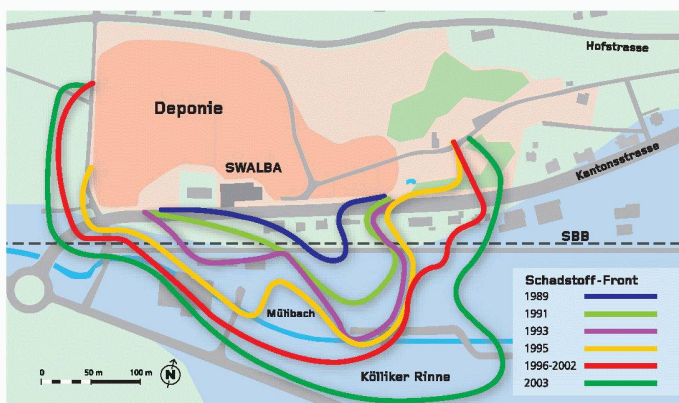 Hofstrasse
Deponie
SWALBA
Kantonsstrasse
SBB
Mühlbach
Kölliker Rinne
0 50 m 100 m
N
Schadstoff-Front
1989
1991
1993
1995
1996-2002
2003